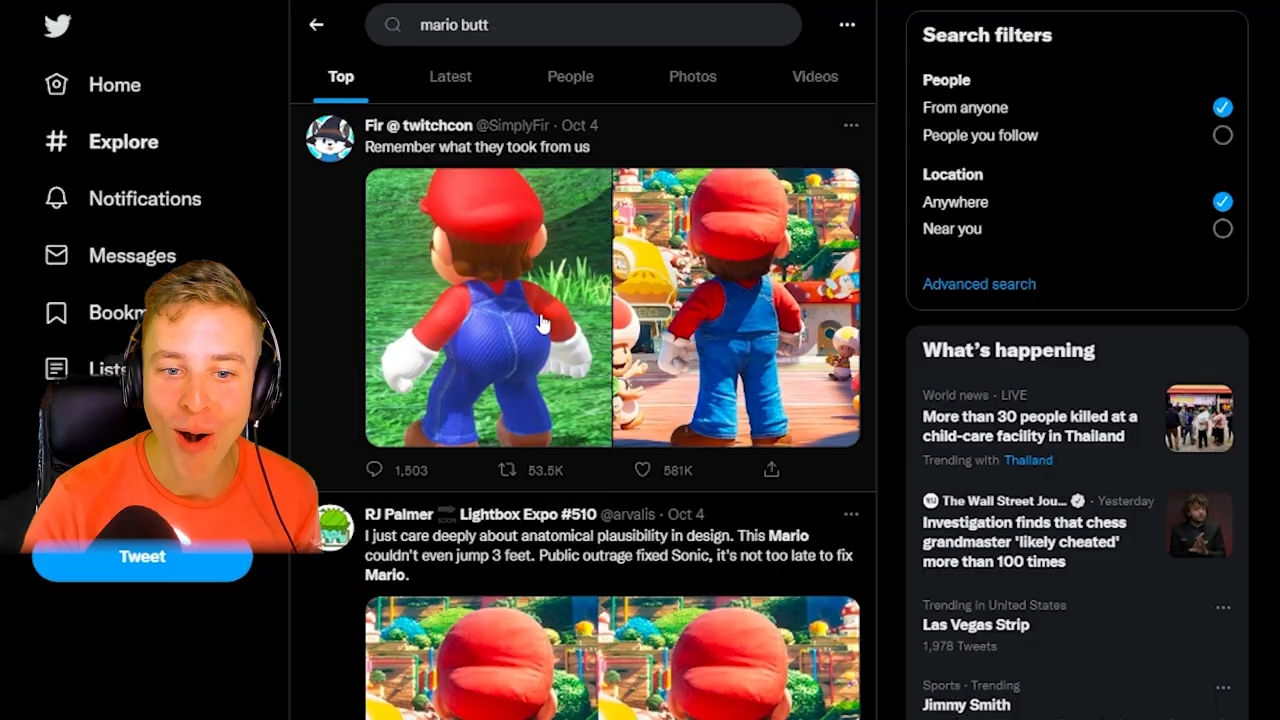 Home
Explore
Notifications
Messages
Bookm
Lists
Tweet
mario butt
Top
Latest
People
Photos
Videos
Fir @ twitchcon @SimplyFir · Oct 4
Remember what they took from us
1,503
53.5K
581K
RJ Palmer Lightbox Expo #510 @arvalis · Oct 4
I just care deeply about anatomical plausibility in design. This Mario
couldn't even jump 3 feet. Public outrage fixed Sonic, it's not too late to fix
Mario.
Search filters
People
From anyone
People you follow
Location
Anywhere
Near you
Advanced search
What's happening
World news · LIVE
More than 30 people killed at a
child-care facility in Thailand
Trending with Thailand
The Wall Street Jou... · Yesterday
Investigation finds that chess
grandmaster 'likely cheated'
more than 100 times
Trending in United States
Las Vegas Strip
1,978 Tweets
Sports · Trending
Jimmy Smith